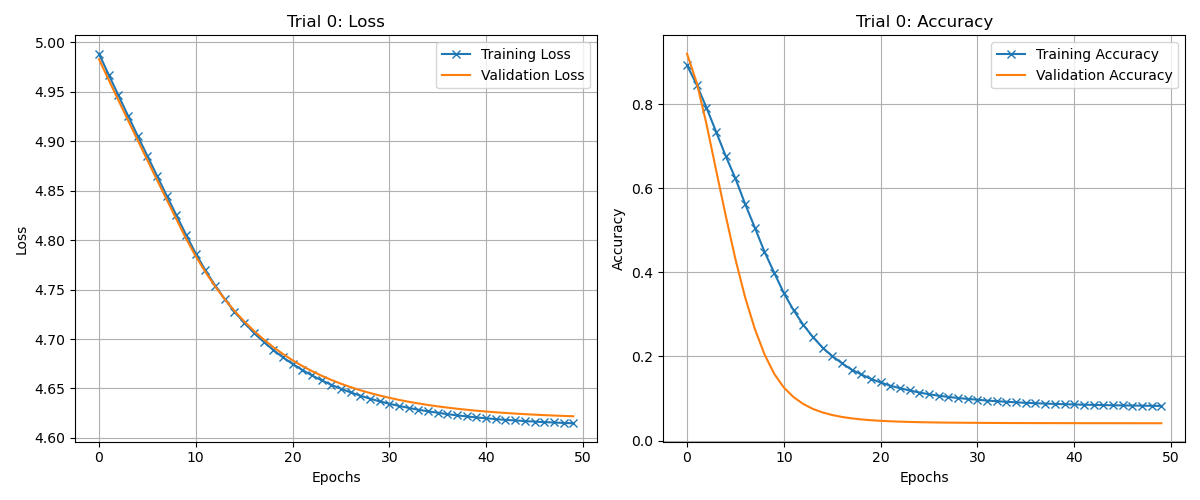 Trial 0: Loss
5.00
4.95
4.90
4.85
4.80
4.75
4.70
4.65
4.60
Loss
Training Loss
Validation Loss
0 10 20 30 40 50
Epochs
Trial 0: Accuracy
0.8
0.6
0.4
0.2
0.0
Accuracy
Training Accuracy
Validation Accuracy
0 10 20 30 40 50
Epochs